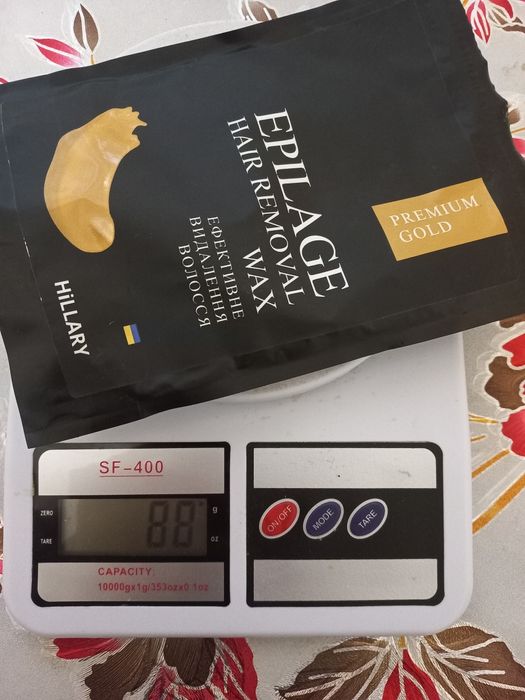 EPILAGE
HAIR REMOVAL
WAX
ЕФЕКТИВНЕ
ВИДАЛЕННЯ
ВОЛОССЯ
PREMIUM
GOLD
HiLLARY
SF-400
ZERO
TARE
88
g
oz
CAPACITY:
10000gx1g/353ozx0.1oz
ON/OFF
MODE
TARE